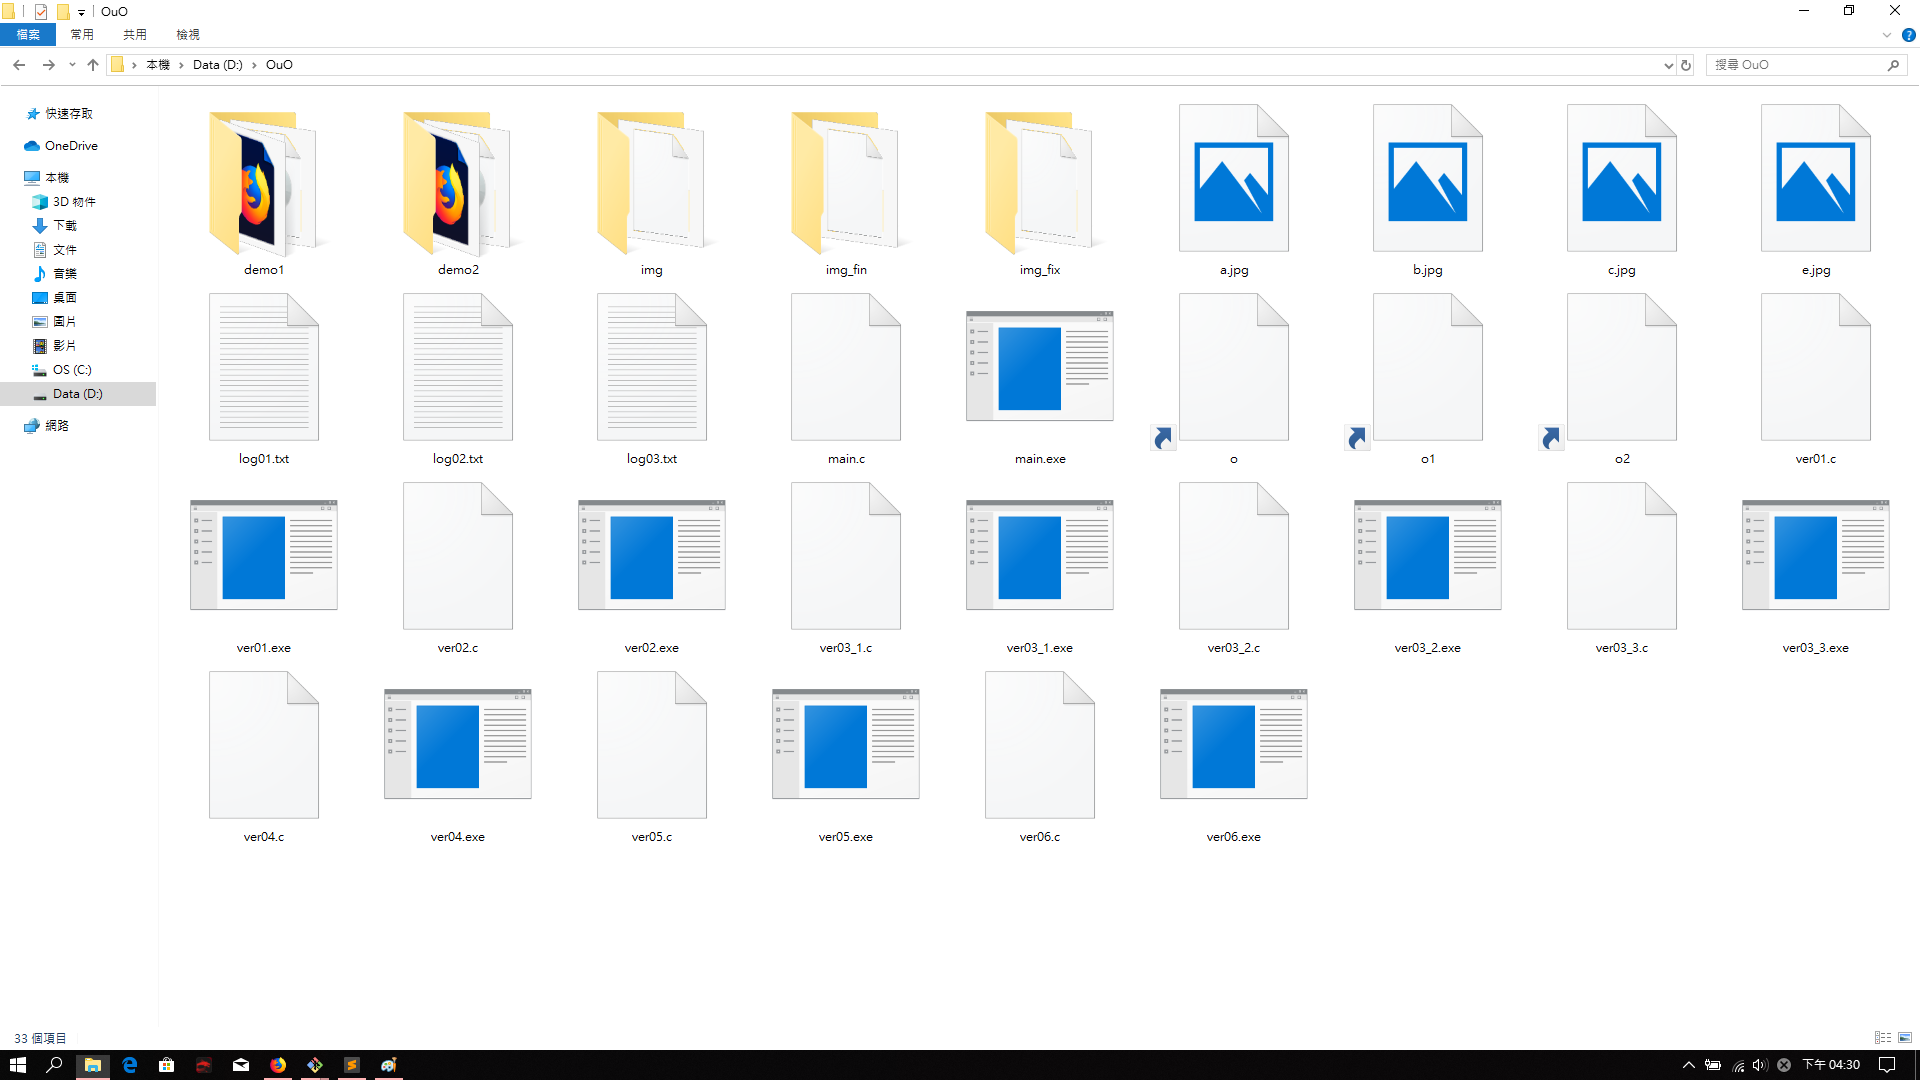 OuO
檔案 常用 共用 檢視
本機 Data (D:) OuO 搜尋 OuO
快速存取
OneDrive
本機
3D 物件
下載
文件
音樂
桌面
圖片
影片
OS (C:)
Data (D:)
網路
demo1 demo2 img img_fin img_fix a.jpg b.jpg c.jpg e.jpg
log01.txt log02.txt log03.txt main.c main.exe o o1 o2 ver01.c
ver01.exe ver02.c ver02.exe ver03_1.c ver03_1.exe ver03_2.c ver03_2.exe ver03_3.c ver03_3.exe
ver04.c ver04.exe ver05.c ver05.exe ver06.c ver06.exe
33 個項目
下午 04:30